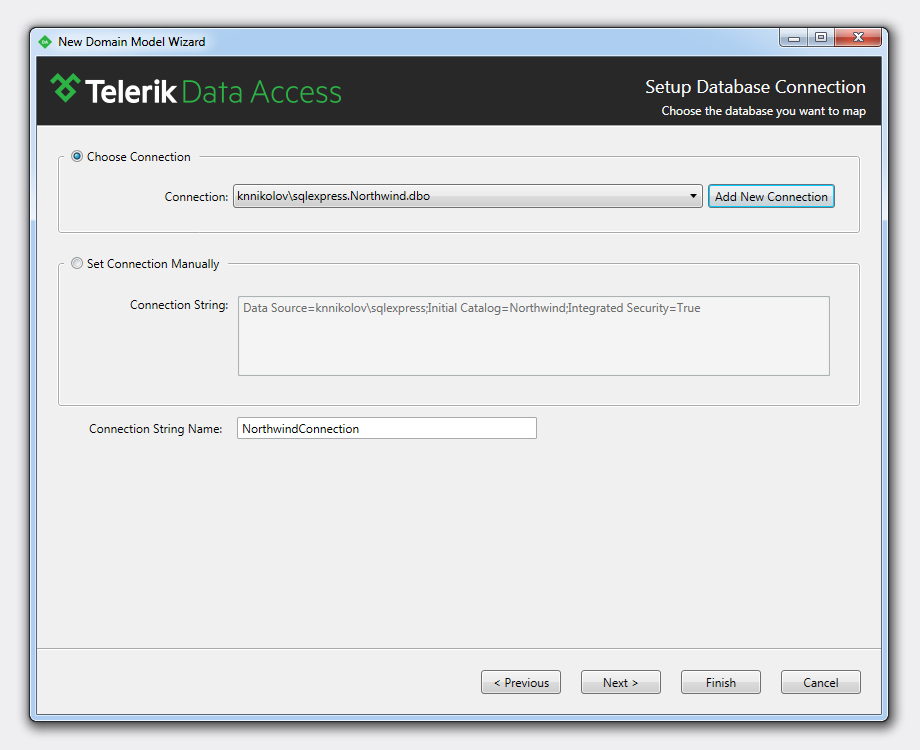 New Domain Model Wizard
Telerik Data Access
Setup Database Connection
Choose the database you want to map
Choose Connection
Connection: knnikolov\sqlexpress.Northwind.dbo Add New Connection
Set Connection Manually
Connection String: Data Source=knnikolov\sqlexpress;Initial Catalog=Northwind;Integrated Security=True
Connection String Name: NorthwindConnection
< Previous Next > Finish Cancel